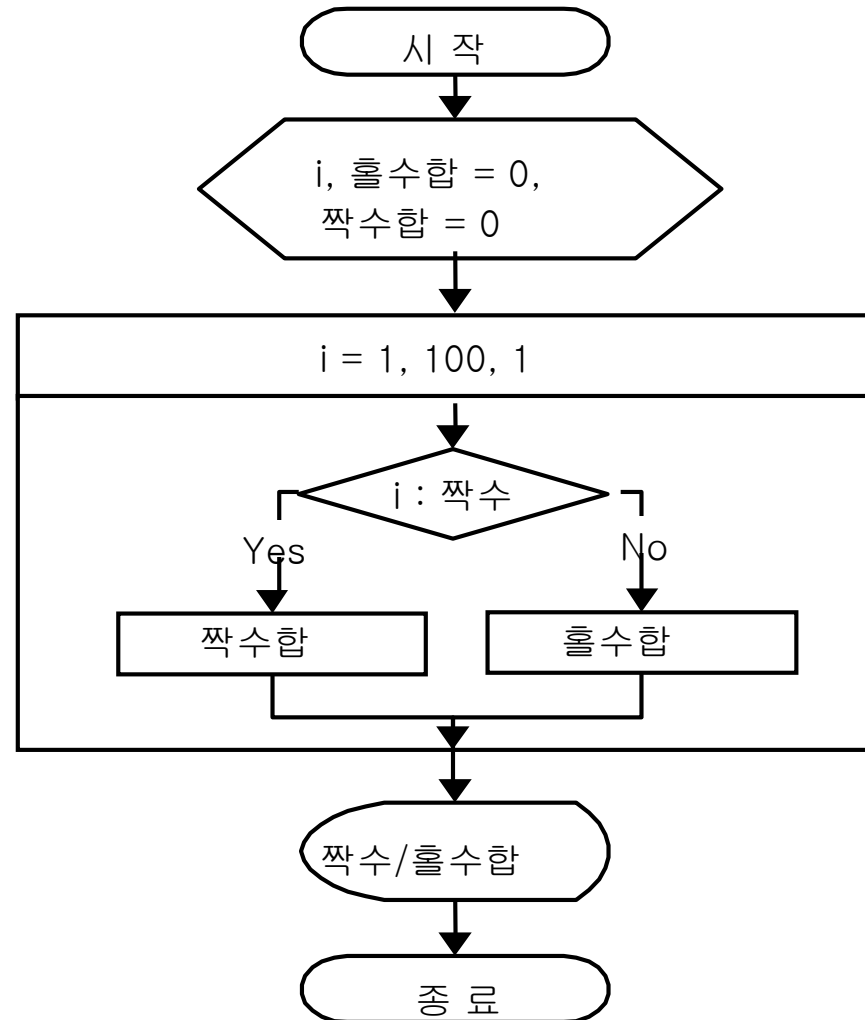 시 작
i, 홀수합 = 0,
짝수합 = 0
i = 1, 100, 1
i : 짝수
Yes
No
짝수합
홀수합
짝수/홀수합
종 료